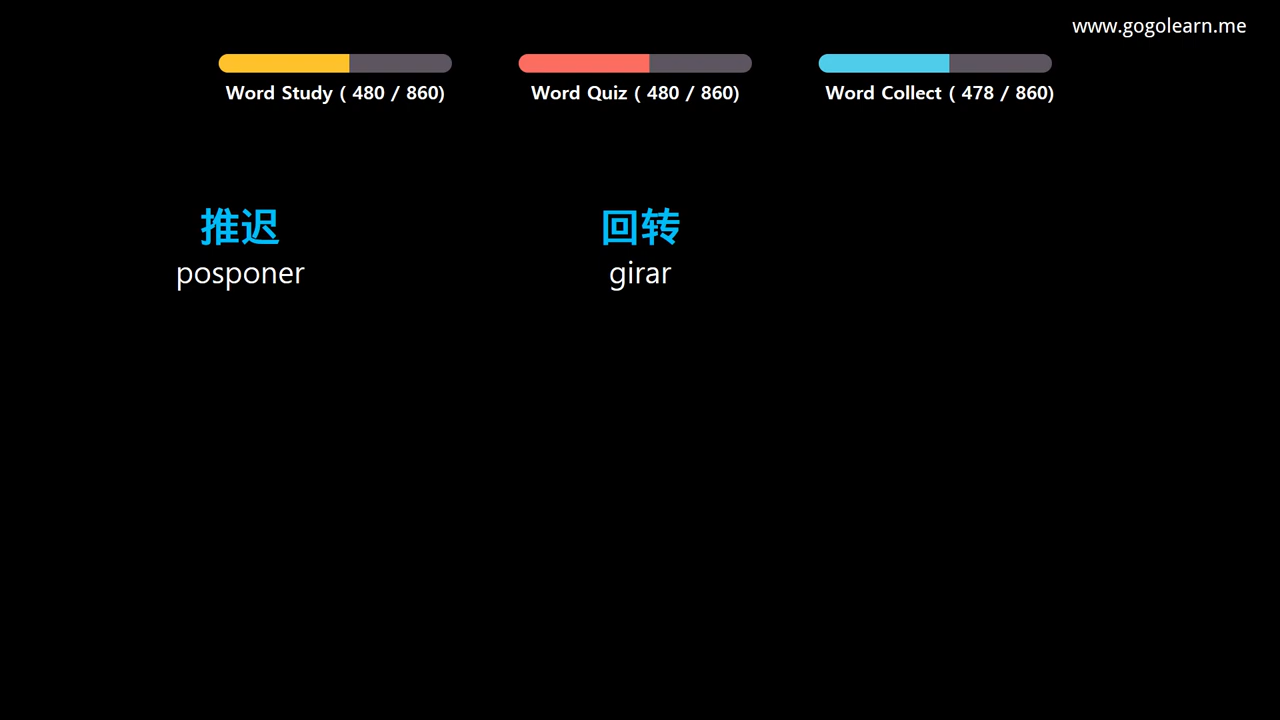 www.gogolearn.me
Word Study ( 480 / 860)
Word Quiz ( 480 / 860)
Word Collect ( 478 / 860)
推迟
posponer
回转
girar